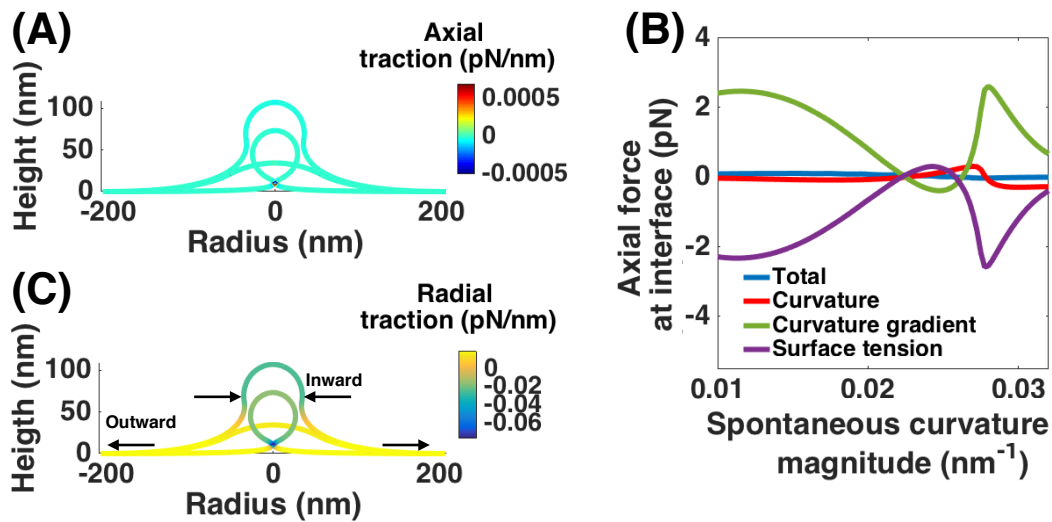 (A)
Axial
traction (pN/nm)
0.0005
0
-0.0005
Height (nm)
100
50
0
-200
0
200
Radius (nm)
(B)
Axial force
at interface (pN)
4
2
0
-2
-4
Total
Curvature
Curvature gradient
Surface tension
0.01
0.02
0.03
Spontaneous curvature
magnitude (nm-1)
(C)
Radial
traction (pN/nm)
0
-0.02
-0.04
-0.06
Heigth (nm)
100
50
0
Inward
Outward
-200
0
200
Radius (nm)